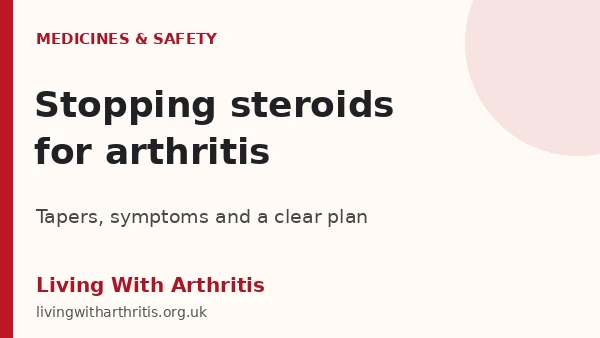 MEDICINES & SAFETY
Stopping steroids
for arthritis
Tapers, symptoms and a clear plan
Living With Arthritis
livingwitharthritis.org.uk